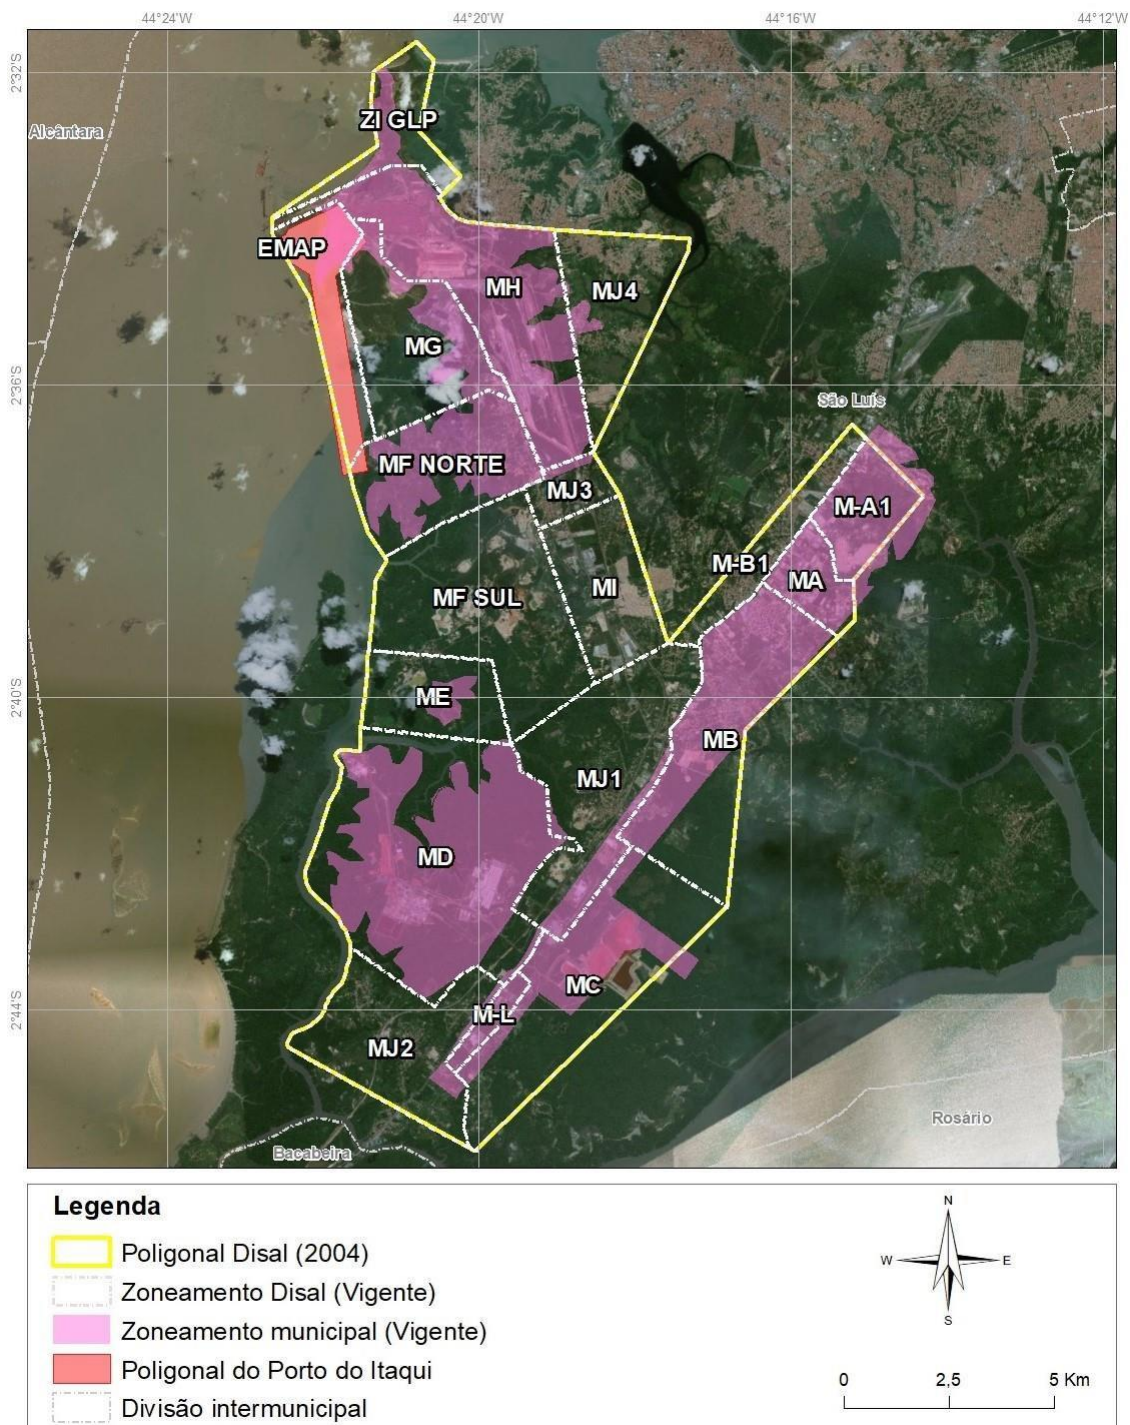 44°24'W
44°20'W
44°16'W
44°12'W
2°32'S
2°36'S
2°40'S
2°44'S
Alcântara
ZI GLP
EMAP
MH
MJ4
MG
São Luís
MF NORTE
MJ3
M-A1
M-B1
MA
MI
MF SUL
ME
MB
MJ1
MD
MC
M-L
MJ2
Rosário
Bacabeira
Legenda
Poligonal Disal (2004)
Zoneamento Disal (Vigente)
Zoneamento municipal (Vigente)
Poligonal do Porto do Itaqui
Divisão intermunicipal
N
W E
S
0 2,5 5 Km